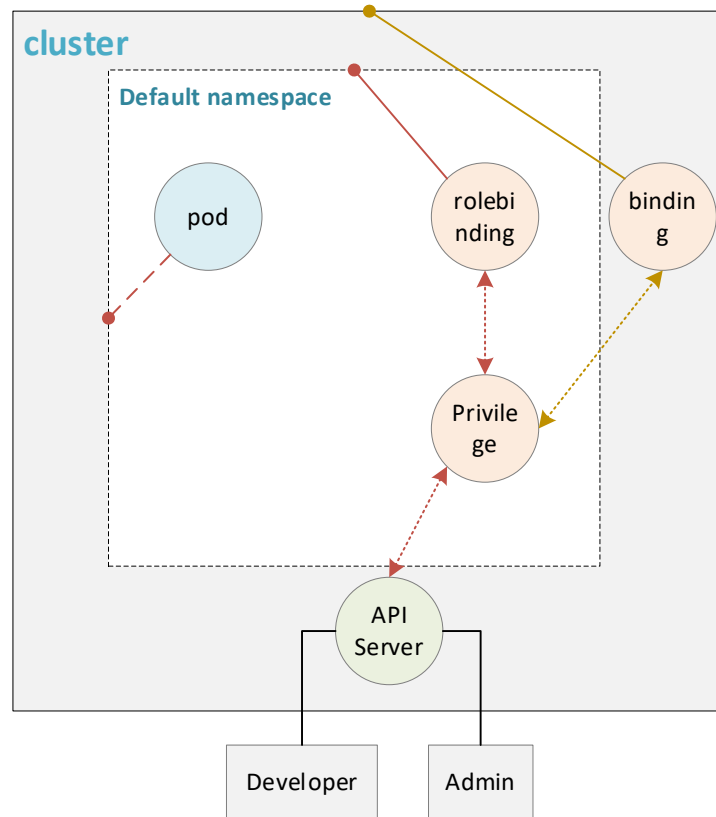 cluster
Default namespace
pod
rolebi
nding
bindin
g
Privile
ge
API
Server
Developer
Admin